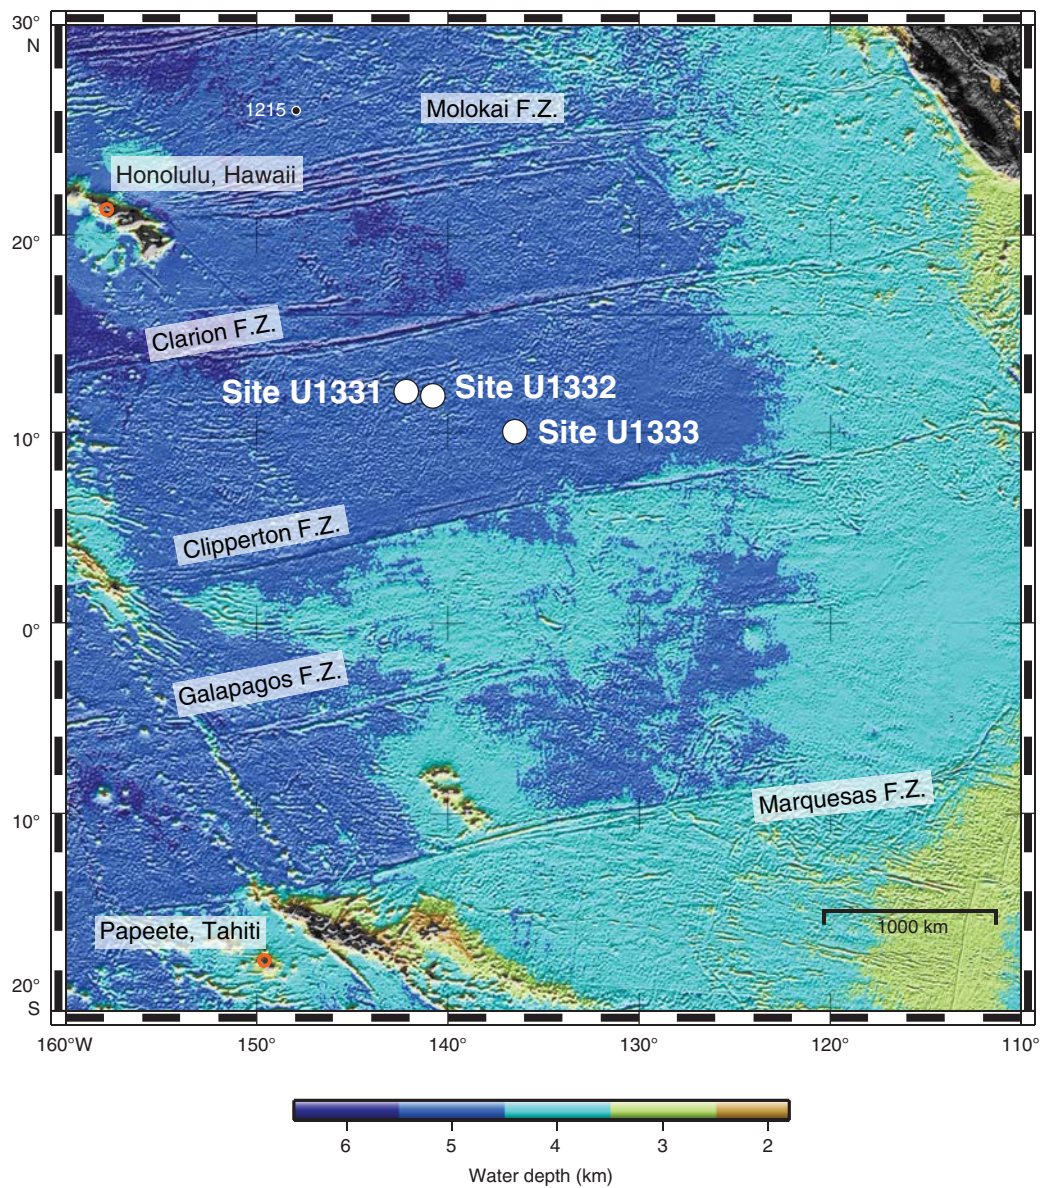 30°
N
1215
Molokai F.Z.
Honolulu, Hawaii
20°
Clarion F.Z.
Site U1331
Site U1332
10°
Site U1333
Clipperton F.Z.
0°
Galapagos F.Z.
Marquesas F.Z.
10°
Papeete, Tahiti
1000 km
20°
S
160°W 150° 140° 130° 120° 110°
6 5 4 3 2
Water depth (km)